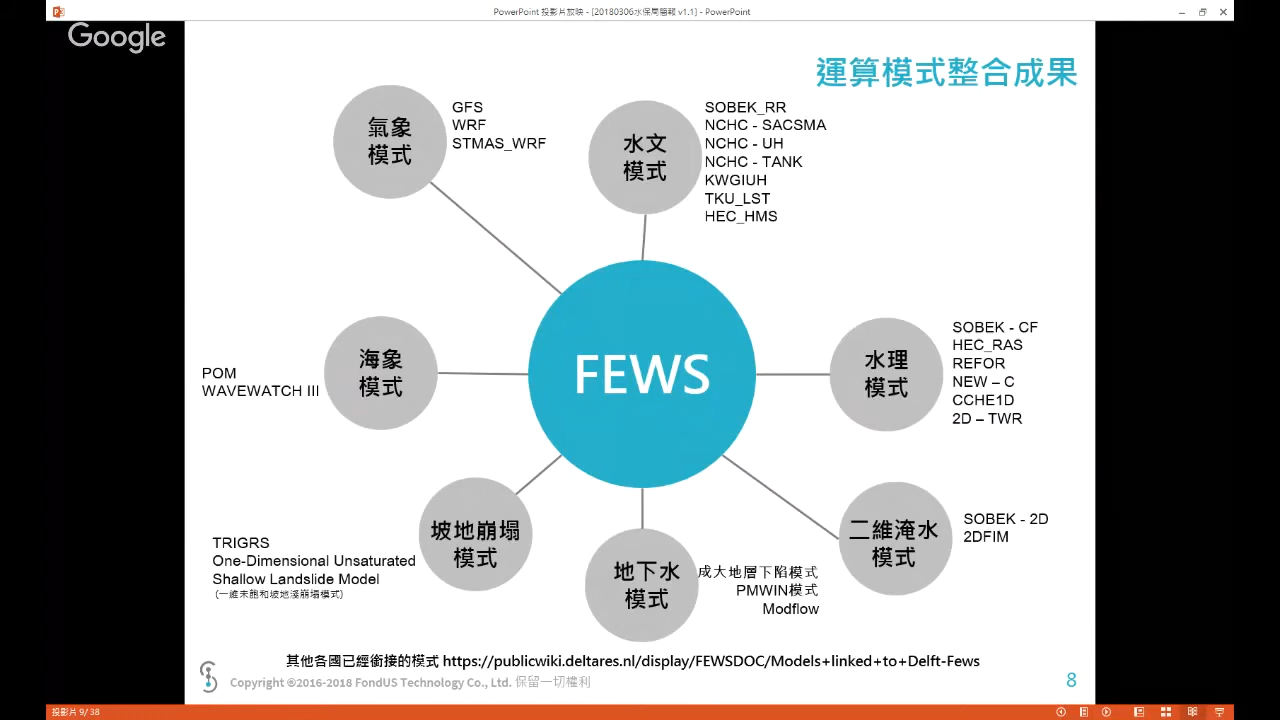 PowerPoint 投影片放映 - [20180306水保局簡報 v1.1] - PowerPoint
Google
運算模式整合成果
氣象
模式
GFS
WRF
STMAS_WRF
水文
模式
SOBEK_RR
NCHC - SACSMA
NCHC - UH
NCHC - TANK
KWGIUH
TKU_LST
HEC_HMS
FEWS
海象
模式
POM
WAVEWATCH III
水理
模式
SOBEK - CF
HEC_RAS
REFOR
NEW – C
CCHE1D
2D – TWR
坡地崩塌
模式
TRIGRS
One-Dimensional Unsaturated
Shallow Landslide Model
(一維未飽和坡地淺崩塌模式)
地下水
模式
成大地層下陷模式
PMWIN模式
Modflow
二維淹水
模式
SOBEK - 2D
2DFIM
其他各國已經銜接的模式 https://publicwiki.deltares.nl/display/FEWSDOC/Models+linked+to+Delft-Fews
Copyright ®2016-2018 FondUS Technology Co., Ltd. 保留一切權利
8
投影片 9/ 38